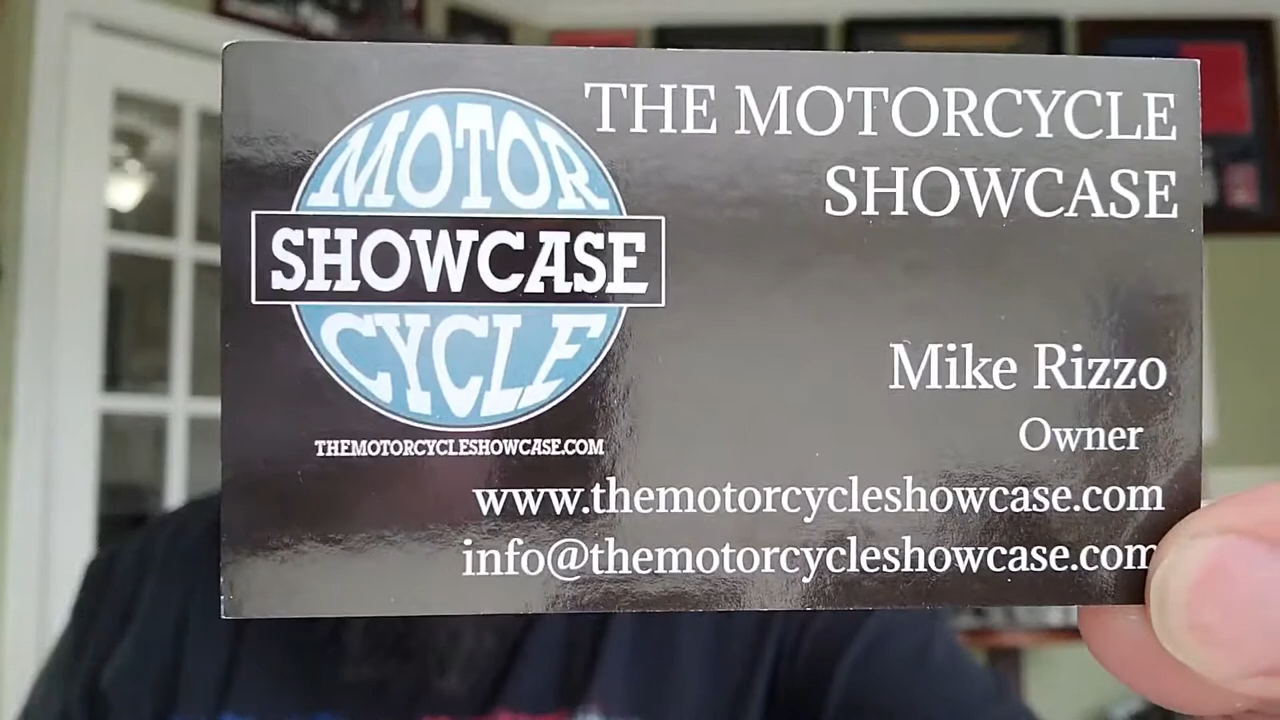 MOTOR
SHOWCASE
CYCLE
THEMOTORCYCLESHOWCASE.COM
THE MOTORCYCLE
SHOWCASE
Mike Rizzo
Owner
www.themotorcycleshowcase.com
info@themotorcycleshowcase.com